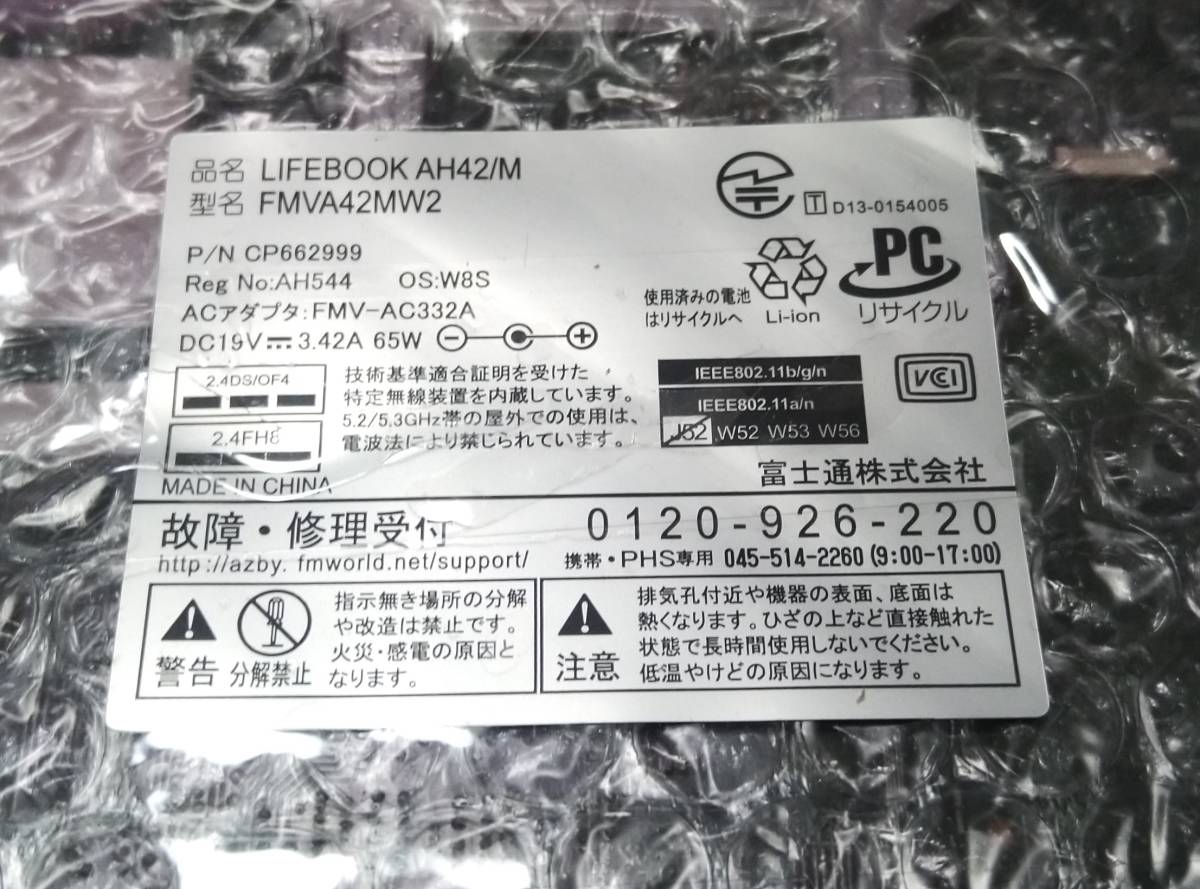 品名 LIFEBOOK AH42/M
型名 FMVA42MW2
T D13-0154005
P/N CP662999
Reg No:AH544 OS:W8S
ACアダプタ:FMV-AC332A
DC19V 3.42A 65W
使用済みの電池
はリサイクルへ
Li-ion
PC
リサイクル
2.4DS/OF4
2.4FH8
技術基準適合証明を受けた
特定無線装置を内蔵しています。
5.2/5.3GHz帯の屋外での使用は、
電波法により禁じられています。
IEEE802.11b/g/n
IEEE802.11a/n
J52 W52 W53 W56
VCI
MADE IN CHINA
富士通株式会社
故障・修理受付 0120-926-220
http://azby.fmworld.net/support/ 携帯・PHS専用 045-514-2260 (9:00-17:00)
警告
分解禁止
指示無き場所の分解
や改造は禁止です。
火災・感電の原因と
なります。
注意
排気孔付近や機器の表面、底面は
熱くなります。ひざの上など直接触れた
状態で長時間使用しないでください。
低温やけどの原因になります。